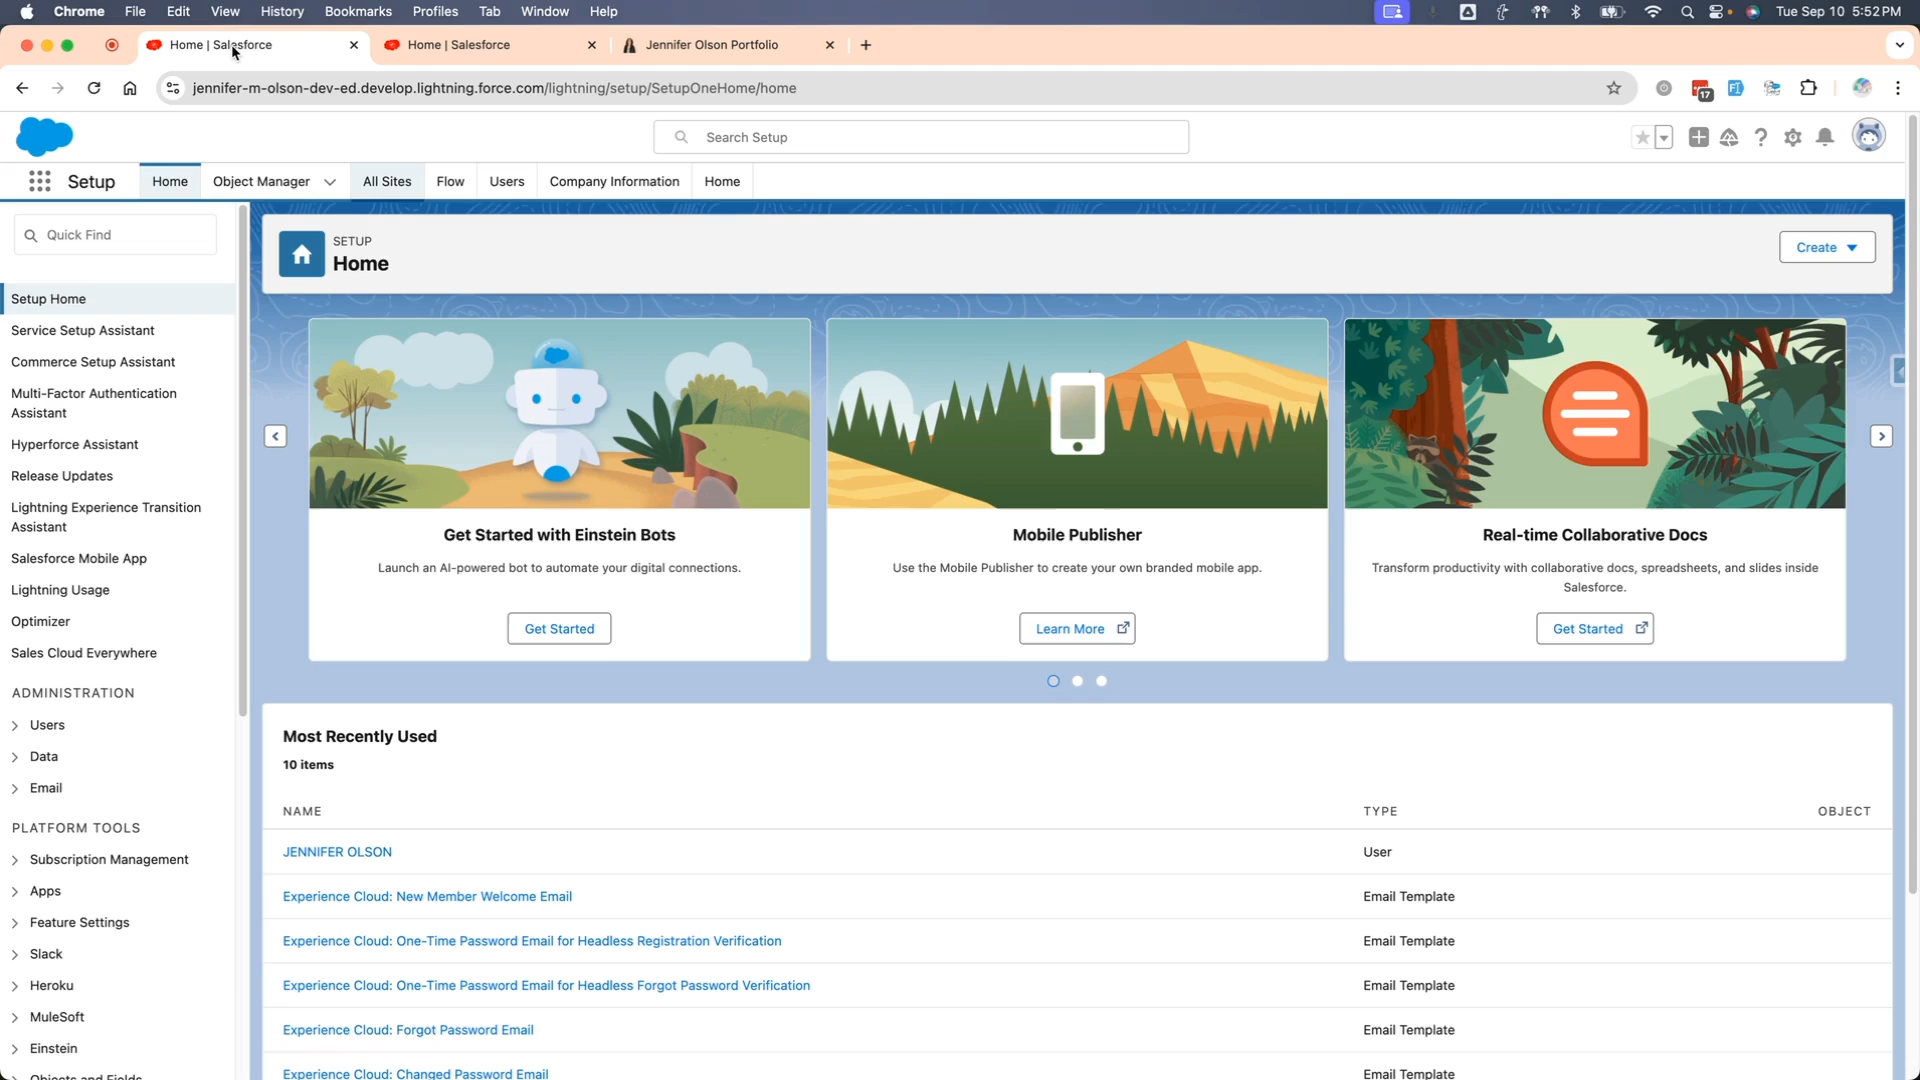 Chrome File Edit View History Bookmarks Profiles Tab Window Help Tue Sep 10 5:52 PM
Home | Salesforce Home | Salesforce Jennifer Olson Portfolio
jennifer-m-olson-dev-ed.develop.lightning.force.com/lightning/setup/SetupOneHome/home 17
Search Setup
Setup Home Object Manager All Sites Flow Users Company Information Home
Quick Find
Setup Home
Service Setup Assistant
Commerce Setup Assistant
Multi-Factor Authentication
Assistant
Hyperforce Assistant
Release Updates
Lightning Experience Transition
Assistant
Salesforce Mobile App
Lightning Usage
Optimizer
Sales Cloud Everywhere
ADMINISTRATION
Users
Data
Email
PLATFORM TOOLS
Subscription Management
Apps
Feature Settings
Slack
Heroku
MuleSoft
Einstein
Objects and Fields
SETUP
Home
Create
Get Started with Einstein Bots
Launch an AI-powered bot to automate your digital connections.
Get Started
Mobile Publisher
Use the Mobile Publisher to create your own branded mobile app.
Learn More
Real-time Collaborative Docs
Transform productivity with collaborative docs, spreadsheets, and slides inside
Salesforce.
Get Started
Most Recently Used
10 items
NAME TYPE OBJECT
JENNIFER OLSON User
Experience Cloud: New Member Welcome Email Email Template
Experience Cloud: One-Time Password Email for Headless Registration Verification Email Template
Experience Cloud: One-Time Password Email for Headless Forgot Password Verification Email Template
Experience Cloud: Forgot Password Email Email Template
Experience Cloud: Changed Password Email Email Template